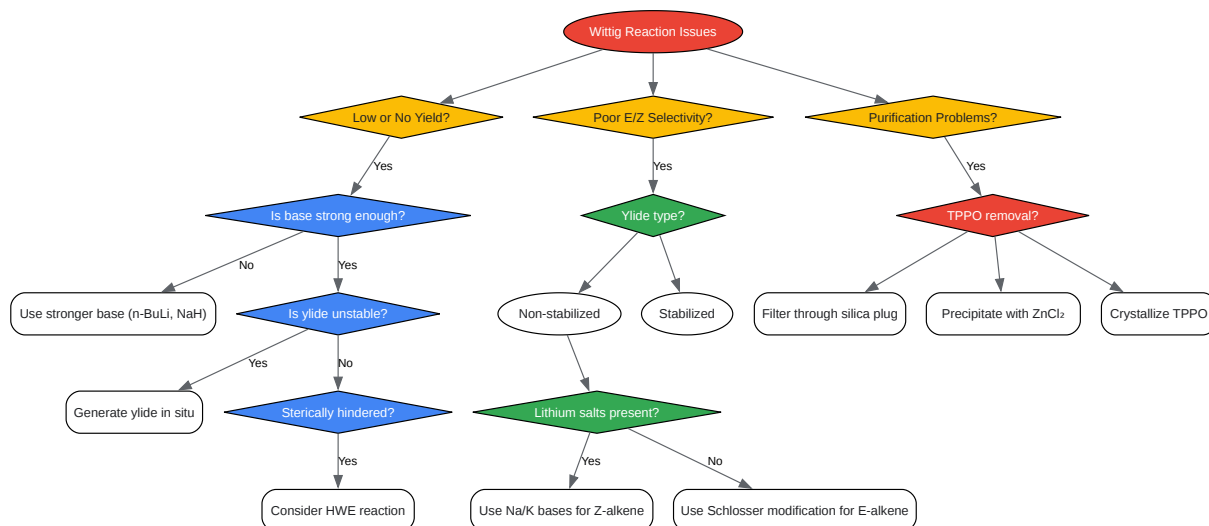 Wittig Reaction Issues
Low or No Yield?
Poor E/Z Selectivity?
Purification Problems?
Yes
Yes
Yes
Is base strong enough?
Ylide type?
TPPO removal?
No
Yes
Use stronger base (n-BuLi, NaH)
Is ylide unstable?
Non-stabilized
Stabilized
Filter through silica plug
Precipitate with ZnCl₂
Crystallize TPPO
Yes
No
Generate ylide in situ
Sterically hindered?
Lithium salts present?
Yes
Yes
No
Consider HWE reaction
Use Na/K bases for Z-alkene
Use Schlosser modification for E-alkene